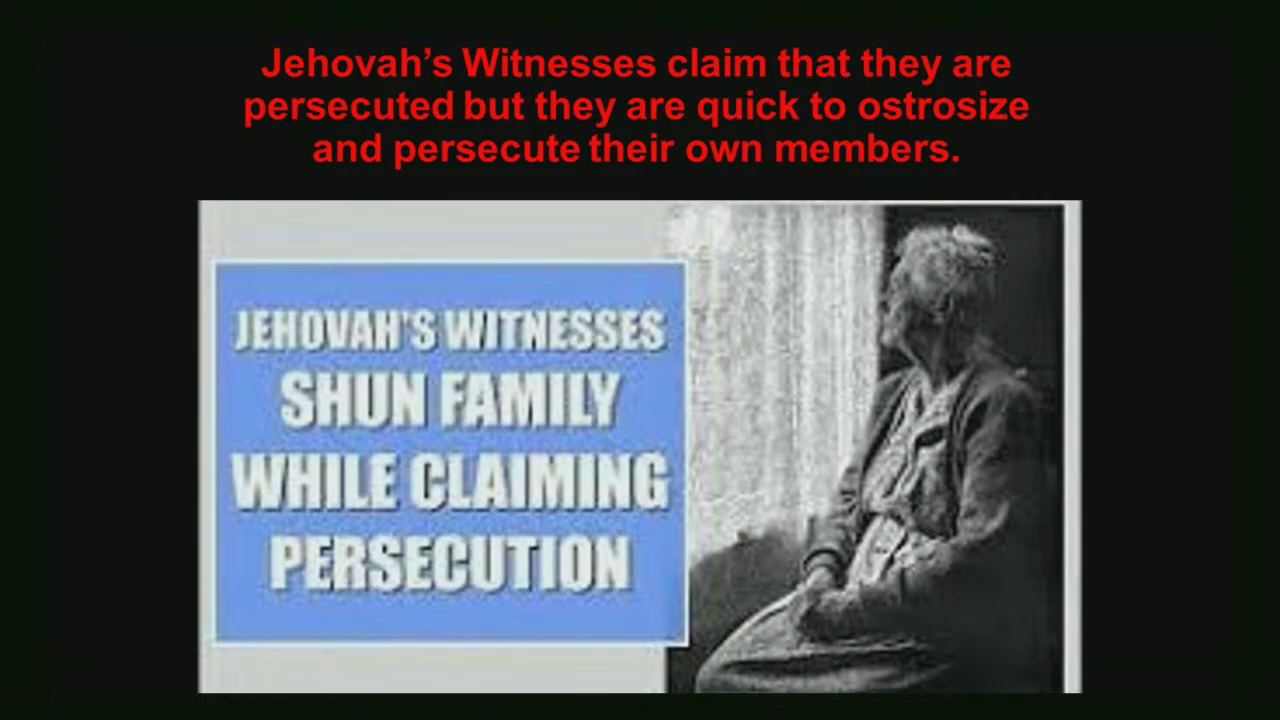 Jehovah’s Witnesses claim that they are
persecuted but they are quick to ostrosize
and persecute their own members.
JEHOVAH'S WITNESSES
SHUN FAMILY
WHILE CLAIMING
PERSECUTION